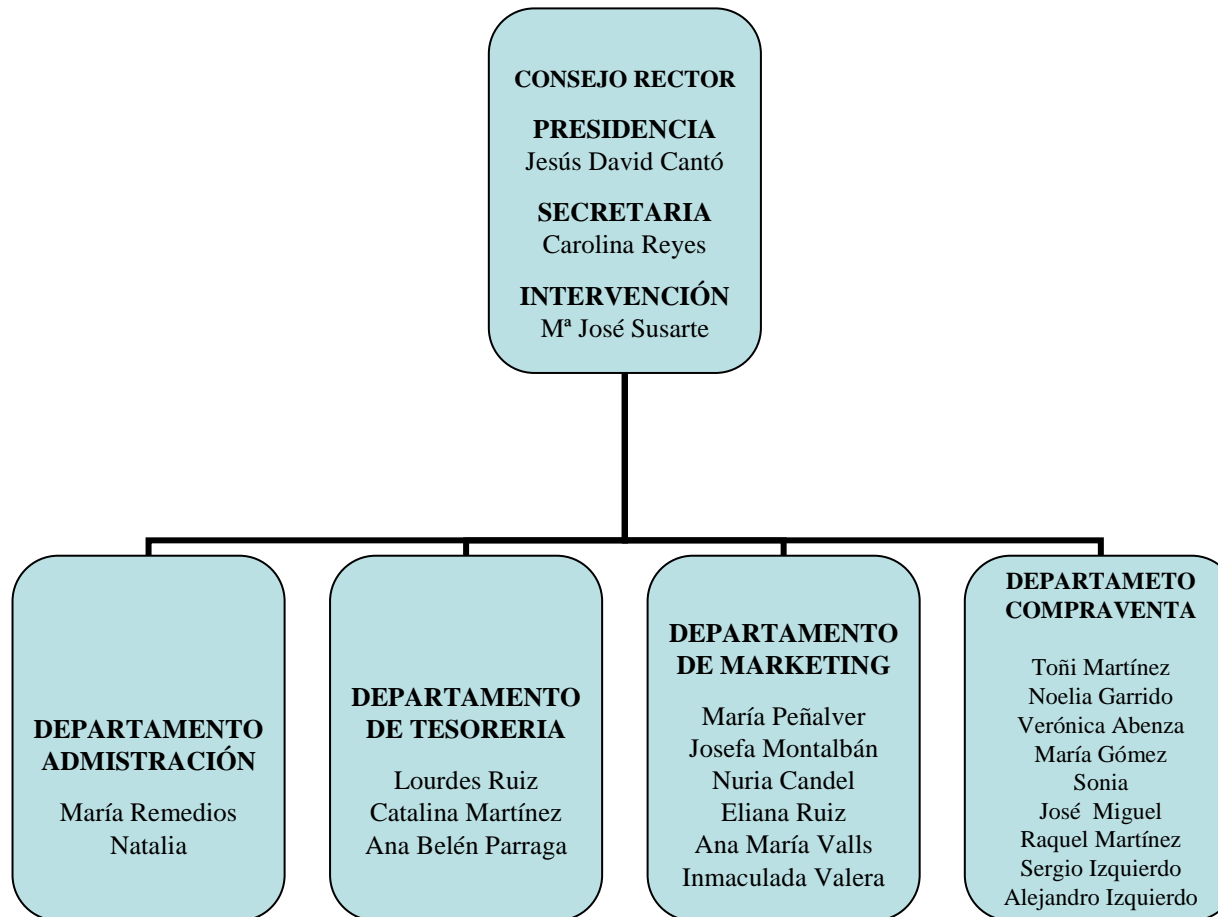 CONSEJO RECTOR
PRESIDENCIA
Jesús David Cantó
SECRETARIA
Carolina Reyes
INTERVENCIÓN
Mª José Susarte
DEPARTAMENTO
ADMISTRACIÓN
María Remedios
Natalia
DEPARTAMENTO
DE TESORERIA
Lourdes Ruiz
Catalina Martínez
Ana Belén Parraga
DEPARTAMENTO
DE MARKETING
María Peñalver
Josefa Montalbán
Nuria Candel
Eliana Ruiz
Ana María Valls
Inmaculada Valera
DEPARTAMETO
COMPRAVENTA
Toñi Martínez
Noelia Garrido
Verónica Abenza
María Gómez
Sonia
José  Miguel
Raquel Martínez
Sergio Izquierdo
Alejandro Izquierdo